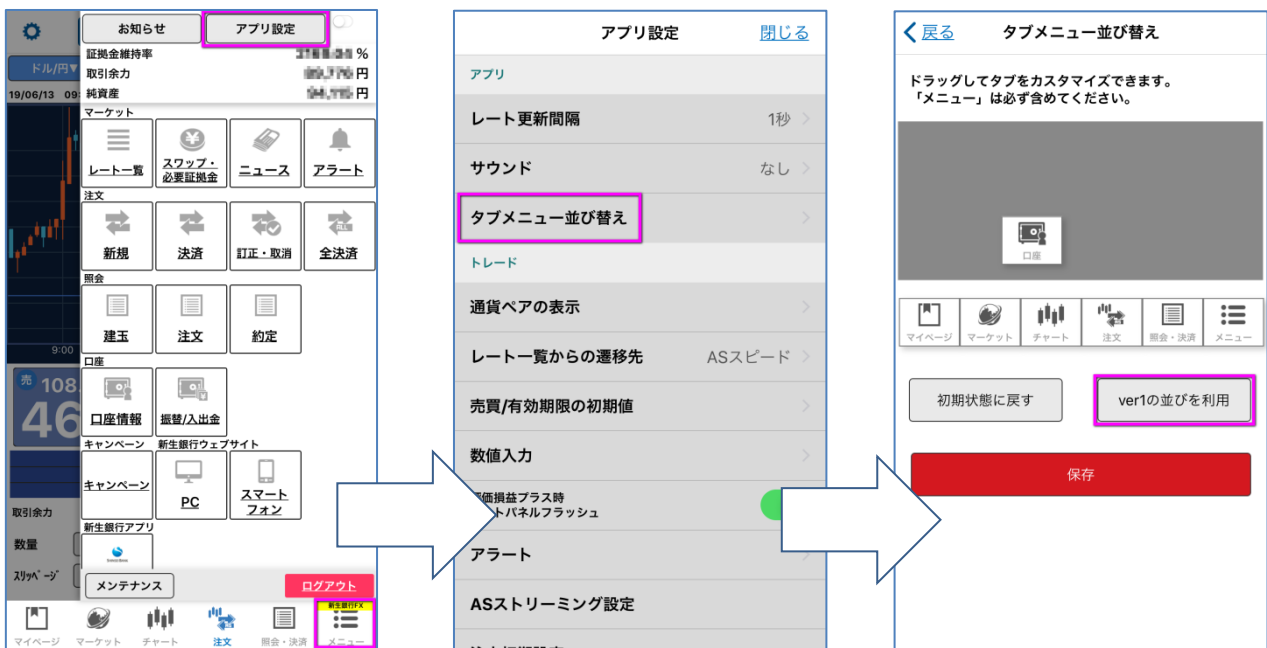 お知らせ
アプリ設定
証拠金維持率
%
取引余力
円
純資産
円
ドル/円▼
19/06/13 09:
マーケット
レート一覧
スワップ・
必要証拠金
ニュース
アラート
注文
新規
決済
訂正・取消
ALL
全決済
照会
建玉
注文
約定
9:00
口座
売 108.
46
口座情報
振替/入出金
キャンペーン
新生銀行ウェブサイト
キャンペーン
PC
スマート
フォン
取引余力
新生銀行アプリ
数量
スリッページ
メンテナンス
ログアウト
新生銀行FX
マイページ
マーケット
チャート
注文
照会・決済
メニュー
アプリ設定
閉じる
アプリ
レート更新間隔
1秒
サウンド
なし
タブメニュー並び替え
トレード
通貨ペアの表示
レート一覧からの遷移先
ASスピード
売買/有効期限の初期値
数値入力
価損益プラス時
トパネルフラッシュ
アラート
ASストリーミング設定
戻る
タブメニュー並び替え
ドラッグしてタブをカスタマイズできます。
「メニュー」は必ず含めてください。
口座
マイページ
マーケット
チャート
注文
照会・決済
メニュー
初期状態に戻す
ver1の並びを利用
保存